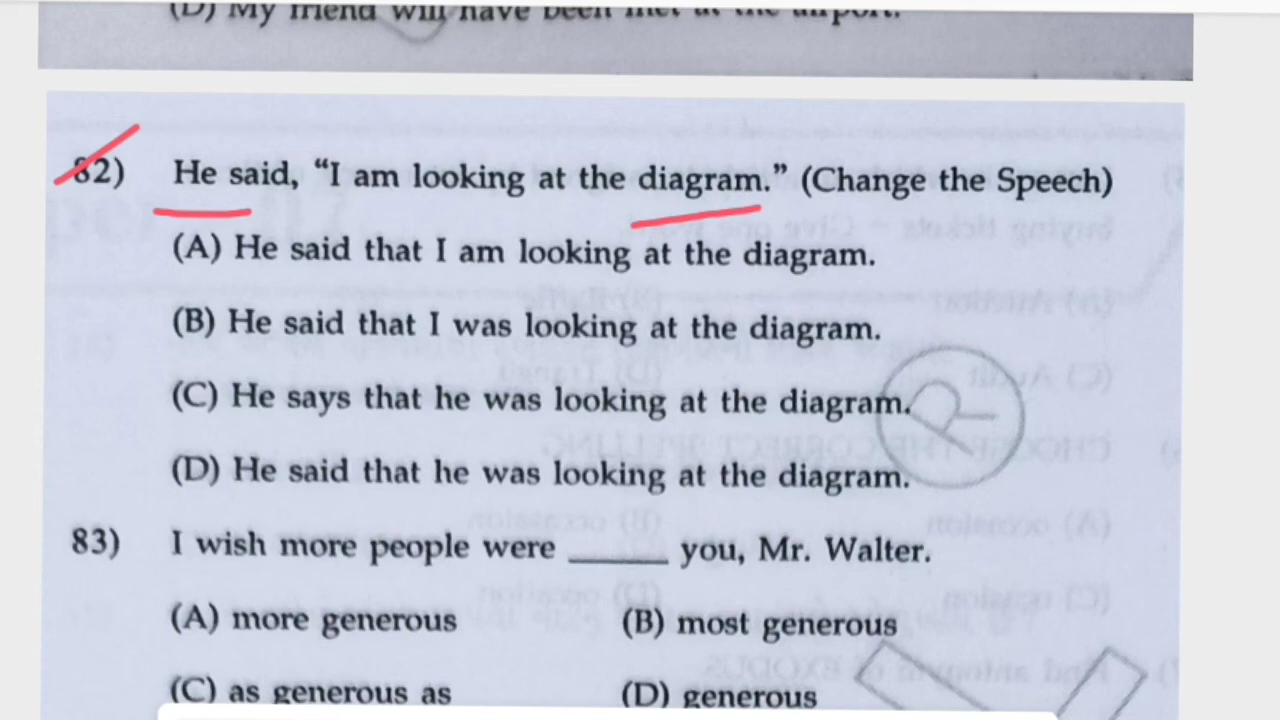 (D) My friend will have been met at the airport.
82) He said, “I am looking at the diagram.” (Change the Speech)
(A) He said that I am looking at the diagram.
(B) He said that I was looking at the diagram.
(C) He says that he was looking at the diagram.
(D) He said that he was looking at the diagram.
83) I wish more people were ______ you, Mr. Walter.
(A) more generous (B) most generous
(C) as generous as (D) generous